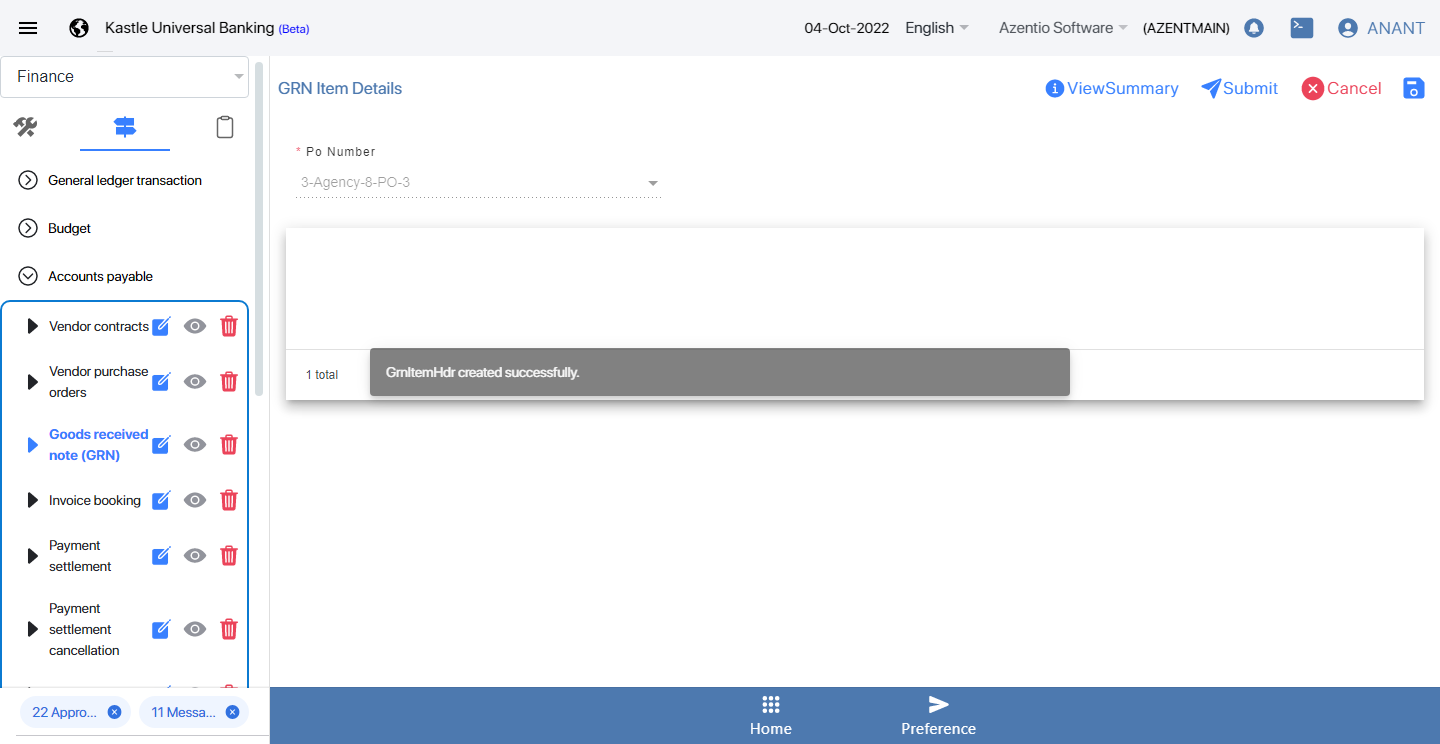 Kastle Universal Banking (Beta)
04-Oct-2022 English Azentio Software (AZENTMAIN) ANANT
Finance
GRN Item Details
ViewSummary Submit Cancel
* Po Number
3-Agency-8-PO-3
General ledger transaction
Budget
Accounts payable
Vendor contracts
Vendor purchase
orders
Goods received
note (GRN)
Invoice booking
Payment
settlement
Payment
settlement
cancellation
1 total
GrnItemHdr created successfully.
22 Appro...
11 Messa...
Home
Preference